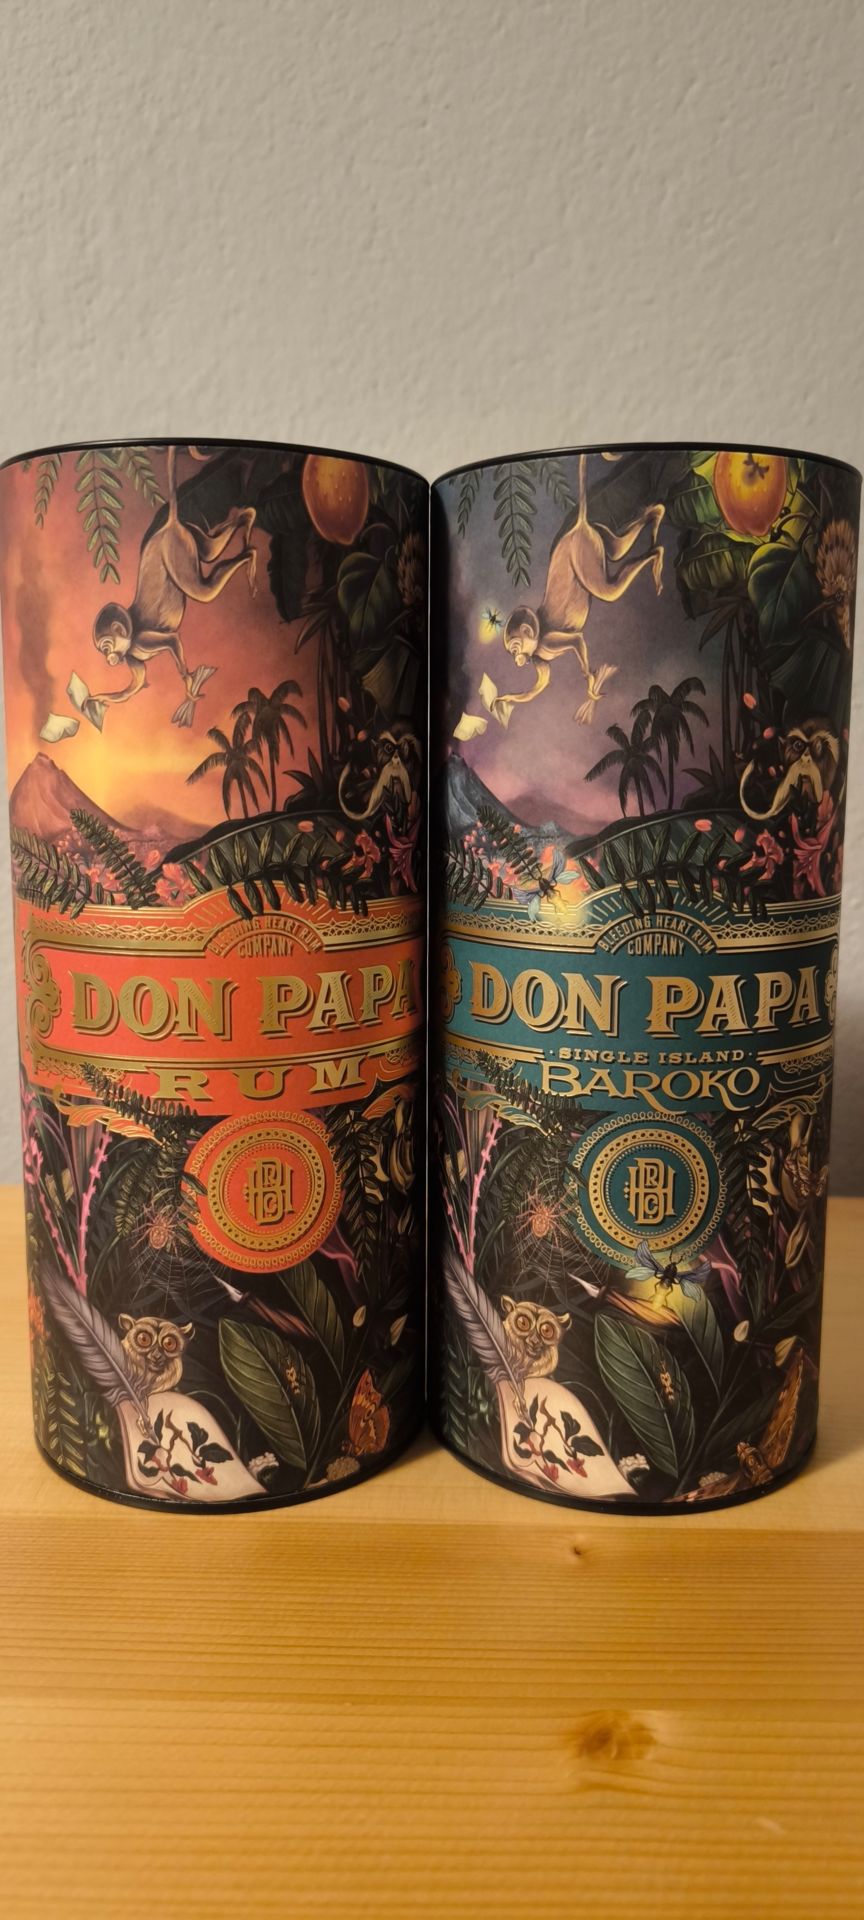 BLEEDING HEART RUM
COMPANY
DON PAPA
RUM
BLEEDING HEART RUM
COMPANY
DON PAPA
· SINGLE ISLAND ·
BAROKO